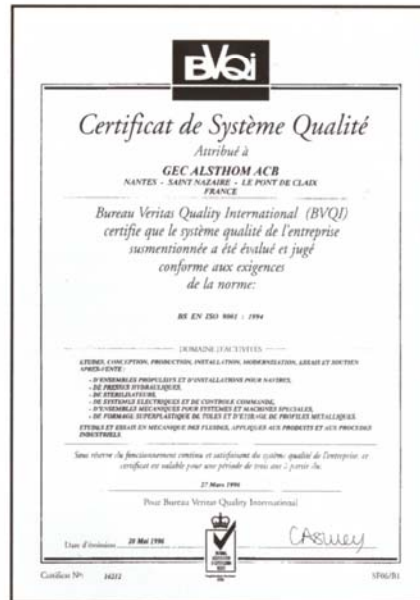 BVQi
Certificat de Système Qualité
Attribué à
GEC ALSTHOM ACB
NANTES - SAINT NAZAIRE - LE PONT DE CLAIX
FRANCE
Bureau Veritas Quality International (BVQI)
certifie que le système qualité de l'entreprise
susmentionnée a été évalué et jugé
conforme aux exigences
de la norme:
BS EN ISO 9001 : 1994
DOMAINE D'ACTIVITES
ETUDES, CONCEPTION, PRODUCTION, INSTALLATION, MODERNISATION, ESSAIS ET SOUTIEN
APRES-VENTE :
- D'ENSEMBLES PROPULSIFS ET D'INSTALLATIONS POUR NAVIRES,
- DE PRESSES HYDRAULIQUES,
- DE STERILISATEURS,
- DE SYSTEMES ELECTRIQUES ET DE CONTROLE COMMANDE,
- D'ENSEMBLES MECANIQUES POUR SYSTEMES ET MACHINES SPECIALES,
- DE FORMAGE SUPERPLASTIQUE DE TOLES ET D'ETIRAGE DE PROFILES METALLIQUES.
ETUDES ET ESSAIS EN MECANIQUE DES FLUIDES, APPLIQUES AUX PRODUITS ET AUX PROCEDES
INDUSTRIELS.
Sous réserve du fonctionnement continu et satisfaisant du système qualité de l'entreprise, ce
certificat est valable pour une période de trois ans à partir du:
27 Mars 1996
Pour Bureau Veritas Quality International
Date d'émission 20 Mai 1996
Certificat N° 16212
SF06/B1